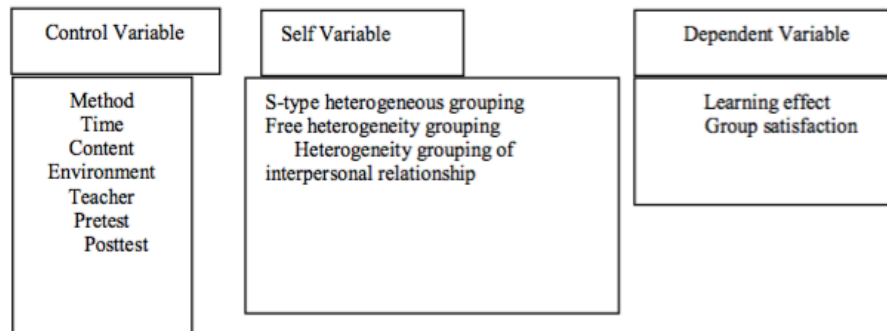 Control Variable
Method
Time
Content
Environment
Teacher
Pretest
Posttest
Self Variable
S-type heterogeneous grouping
Free heterogeneity grouping
Heterogeneity grouping of
interpersonal relationship
Dependent Variable
Learning effect
Group satisfaction